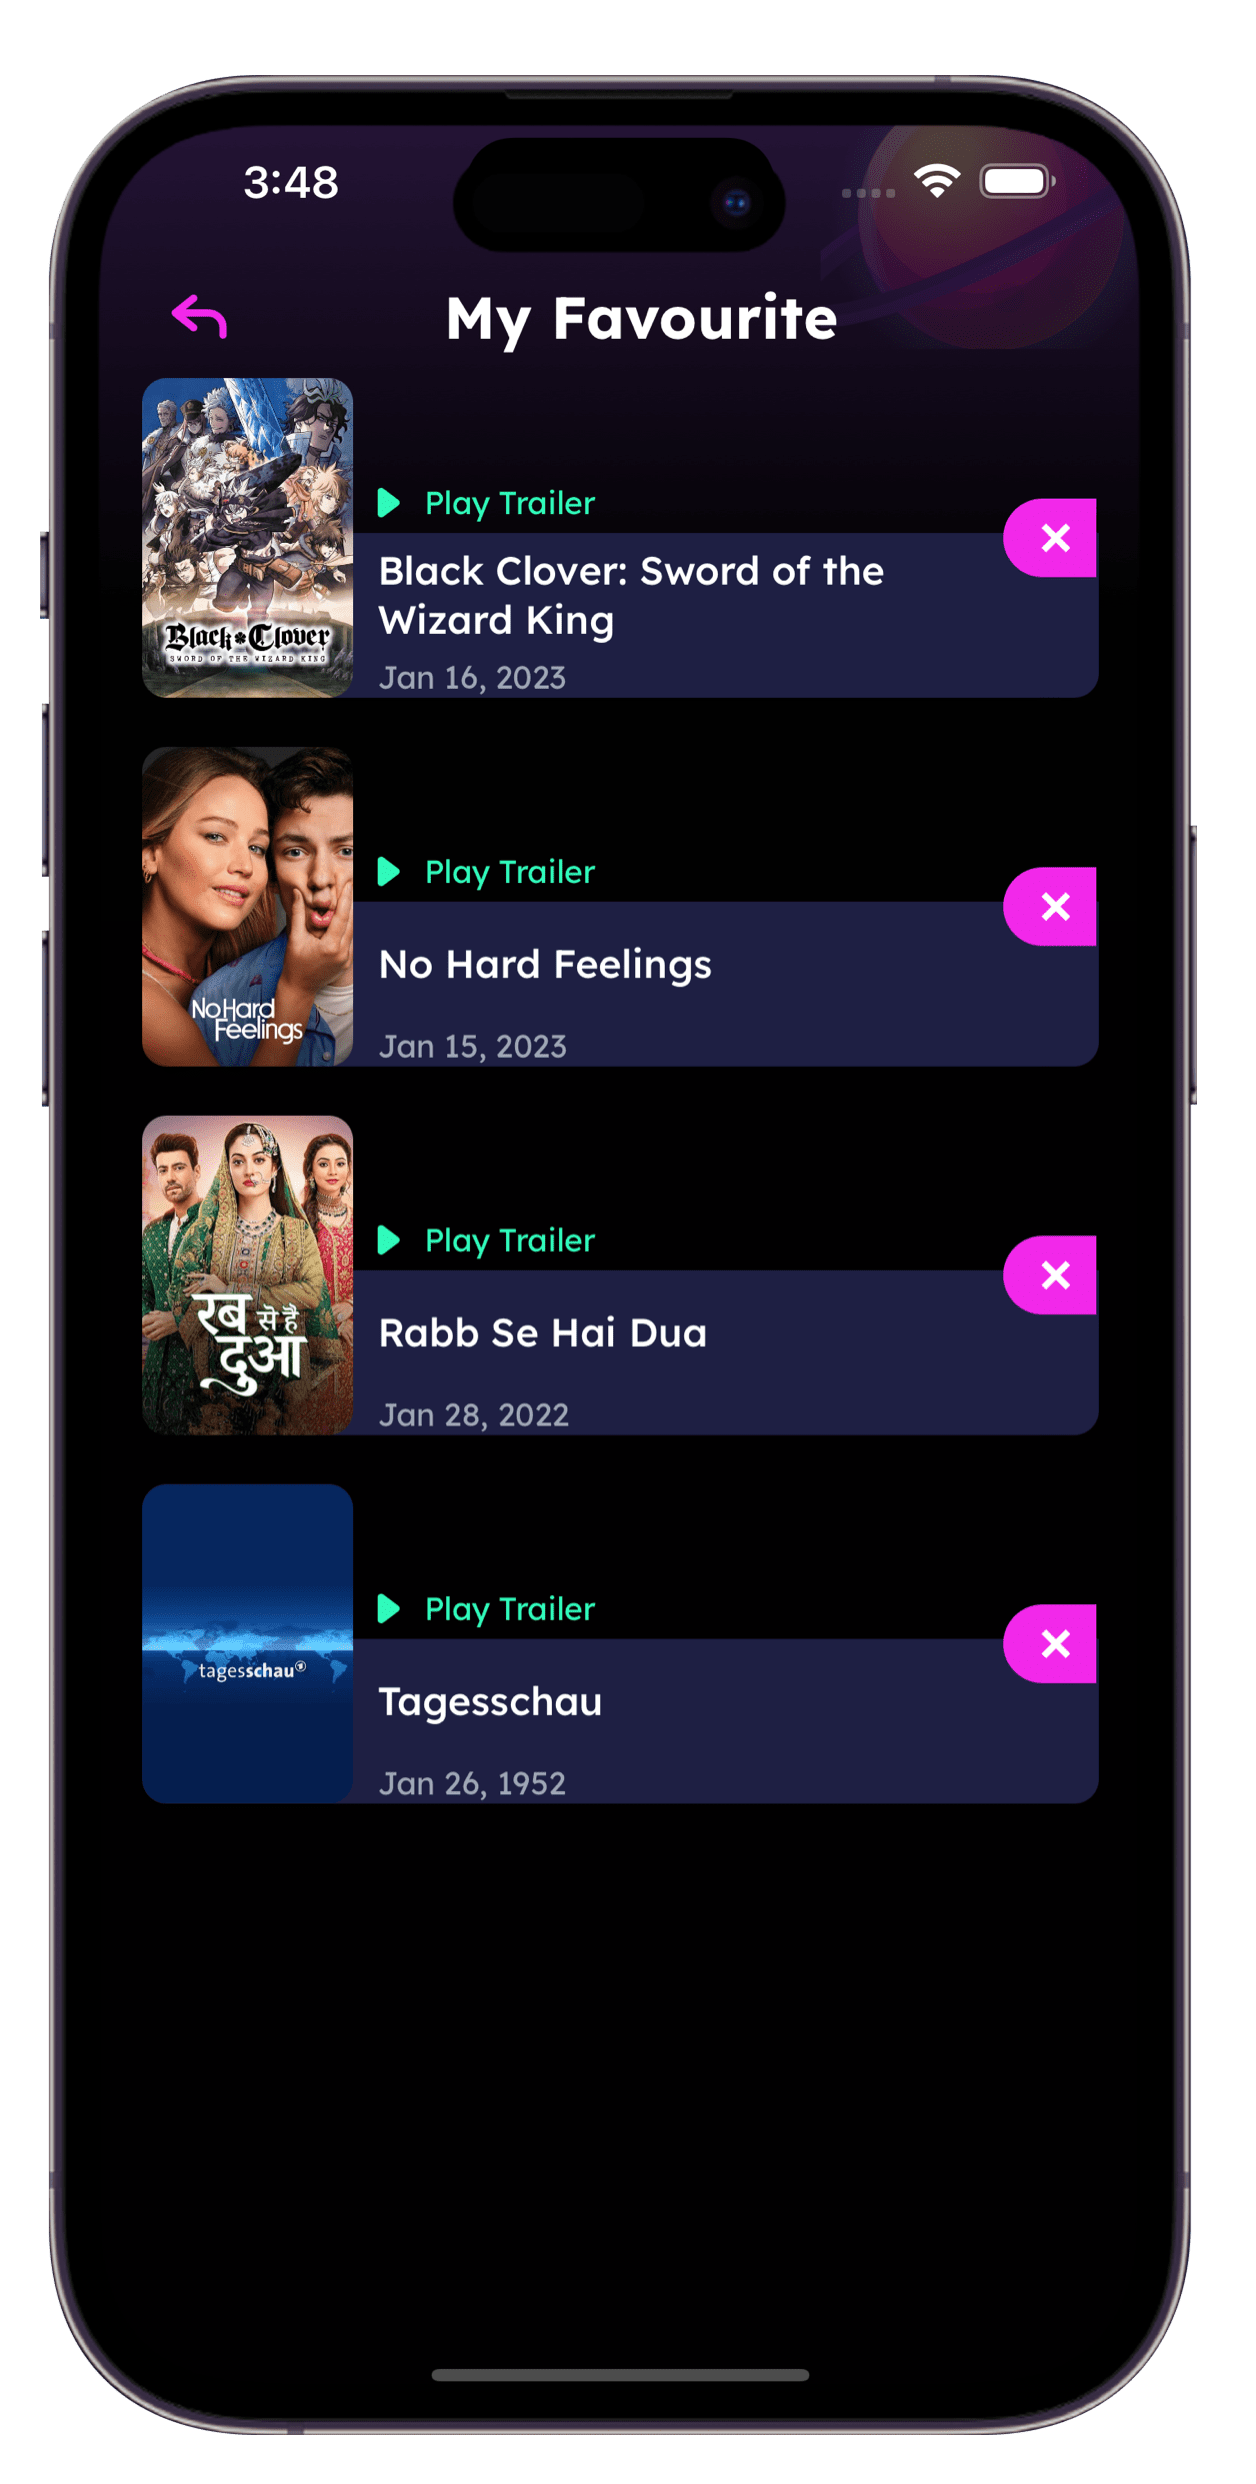 3:48
My Favourite
Black Clover
SWORD OF THE WIZARD KING
Play Trailer
Black Clover: Sword of the
Wizard King
Jan 16, 2023
No Hard
Feelings
Play Trailer
No Hard Feelings
Jan 15, 2023
रब से है
दुआ
Play Trailer
Rabb Se Hai Dua
Jan 28, 2022
tagesschau
Play Trailer
Tagesschau
Jan 26, 1952